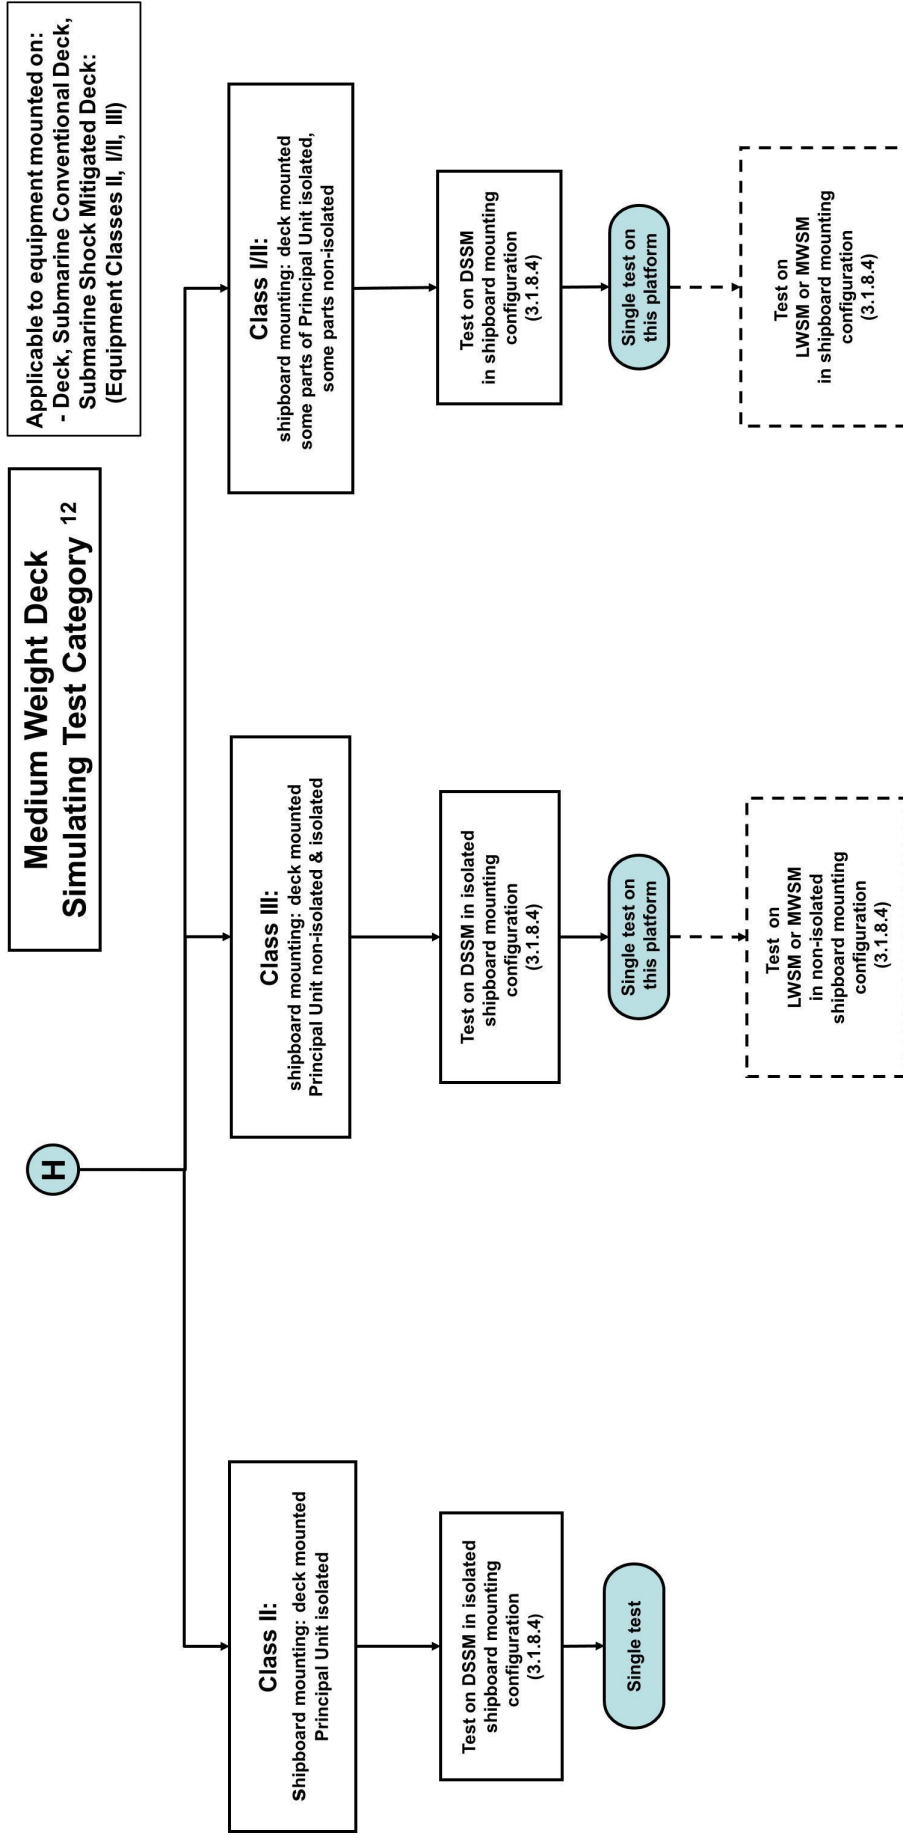 Medium Weight Deck
Simulating Test Category 12
Applicable to equipment mounted on:
- Deck, Submarine Conventional Deck,
Submarine Shock Mitigated Deck:
(Equipment Classes II, I/II, III)
H
Class II:
shipboard mounting: deck mounted
Principal Unit isolated
Test on DSSM in isolated
shipboard mounting
configuration
(3.1.8.4)
Single test
Class III:
shipboard mounting: deck mounted
Principal Unit non-isolated & isolated
Test on DSSM in isolated
shipboard mounting
configuration
(3.1.8.4)
Single test on
this platform
Test on
LWSM or MWSM
in non-isolated
shipboard mounting
configuration
(3.1.8.4)
Class I/II:
shipboard mounting: deck mounted
some parts of Principal Unit isolated,
some parts non-isolated
Test on DSSM
in shipboard mounting
configuration
(3.1.8.4)
Single test on
this platform
Test on
LWSM or MWSM
in shipboard mounting
configuration
(3.1.8.4)